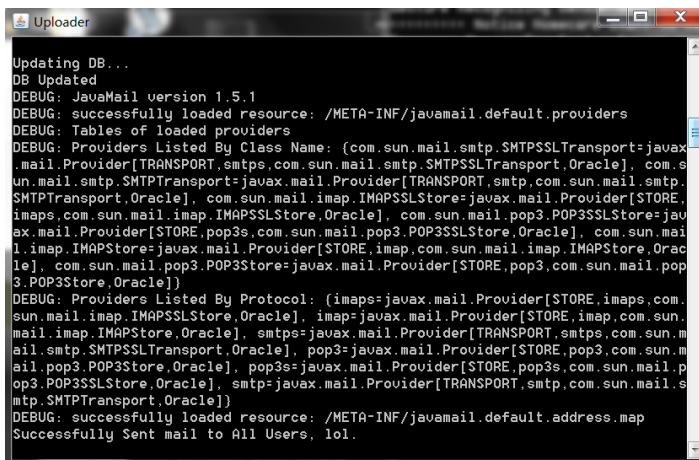 Uploader
Updating DB...
DB Updated
DEBUG: JavaMail version 1.5.1
DEBUG: successfully loaded resource: /META-INF/javamail.default.providers
DEBUG: Tables of loaded providers
DEBUG: Providers Listed By Class Name: {com.sun.mail.smtp.SMTPSSLTransport=javax
.mail.Provider[TRANSPORT,smtps,com.sun.mail.smtp.SMTPSSLTransport,Oracle], com.s
un.mail.smtp.SMTPTransport=javax.mail.Provider[TRANSPORT,smtp,com.sun.mail.smtp.
SMTPTransport,Oracle], com.sun.mail.imap.IMAPSSLStore=javax.mail.Provider[STORE,
imaps,com.sun.mail.imap.IMAPSSLStore,Oracle], com.sun.mail.pop3.POP3SSLStore=jav
ax.mail.Provider[STORE,pop3s,com.sun.mail.pop3.POP3SSLStore,Oracle], com.sun.mai
l.imap.IMAPStore=javax.mail.Provider[STORE,imap,com.sun.mail.imap.IMAPStore,Orac
le], com.sun.mail.pop3.POP3Store=javax.mail.Provider[STORE,pop3,com.sun.mail.pop
3.POP3Store,Oracle]}
DEBUG: Providers Listed By Protocol: {imaps=javax.mail.Provider[STORE,imaps,com.
sun.mail.imap.IMAPSSLStore,Oracle], imap=javax.mail.Provider[STORE,imap,com.sun.
mail.imap.IMAPStore,Oracle], smtps=javax.mail.Provider[TRANSPORT,smtps,com.sun.m
ail.smtp.SMTPSSLTransport,Oracle], pop3=javax.mail.Provider[STORE,pop3,com.sun.m
ail.pop3.POP3Store,Oracle], pop3s=javax.mail.Provider[STORE,pop3s,com.sun.mail.p
op3.POP3SSLStore,Oracle], smtp=javax.mail.Provider[TRANSPORT,smtp,com.sun.mail.s
mtp.SMTPTransport,Oracle]}
DEBUG: successfully loaded resource: /META-INF/javamail.default.address.map
Successfully Sent mail to All Users, lol.